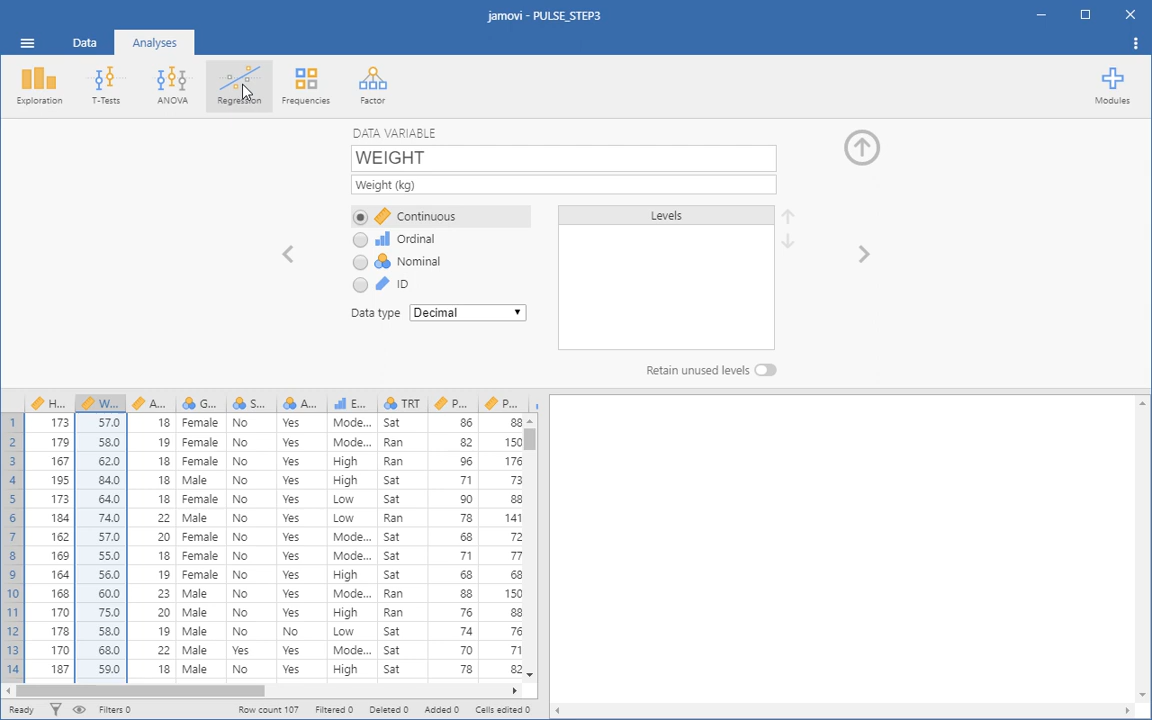 jamovi - PULSE_STEP3
Data Analyses
Exploration T-Tests ANOVA Regression Frequencies Factor Modules
DATA VARIABLE
WEIGHT
Weight (kg)
Continuous
Ordinal
Nominal
ID
Data type Decimal
Levels
Retain unused levels
H... W... A... G... S... A... E... TRT P... P...
1 173 57.0 18 Female No Yes Mode... Sat 86 88
2 179 58.0 19 Female No Yes Mode... Ran 82 150
3 167 62.0 18 Female No Yes High Ran 96 176
4 195 84.0 18 Male No Yes High Sat 71 73
5 173 64.0 18 Female No Yes Low Sat 90 88
6 184 74.0 22 Male No Yes Low Ran 78 141
7 162 57.0 20 Female No Yes Mode... Sat 68 72
8 169 55.0 18 Female No Yes Mode... Sat 71 77
9 164 56.0 19 Female No Yes High Sat 68 68
10 168 60.0 23 Male No Yes Mode... Ran 88 150
11 170 75.0 20 Male No Yes High Ran 76 88
12 178 58.0 19 Male No No Low Sat 74 76
13 170 68.0 22 Male Yes Yes Mode... Sat 70 71
14 187 59.0 18 Male No Yes High Sat 78 82
Ready Filters 0 Row count 107 Filtered 0 Deleted 0 Added 0 Cells edited 0